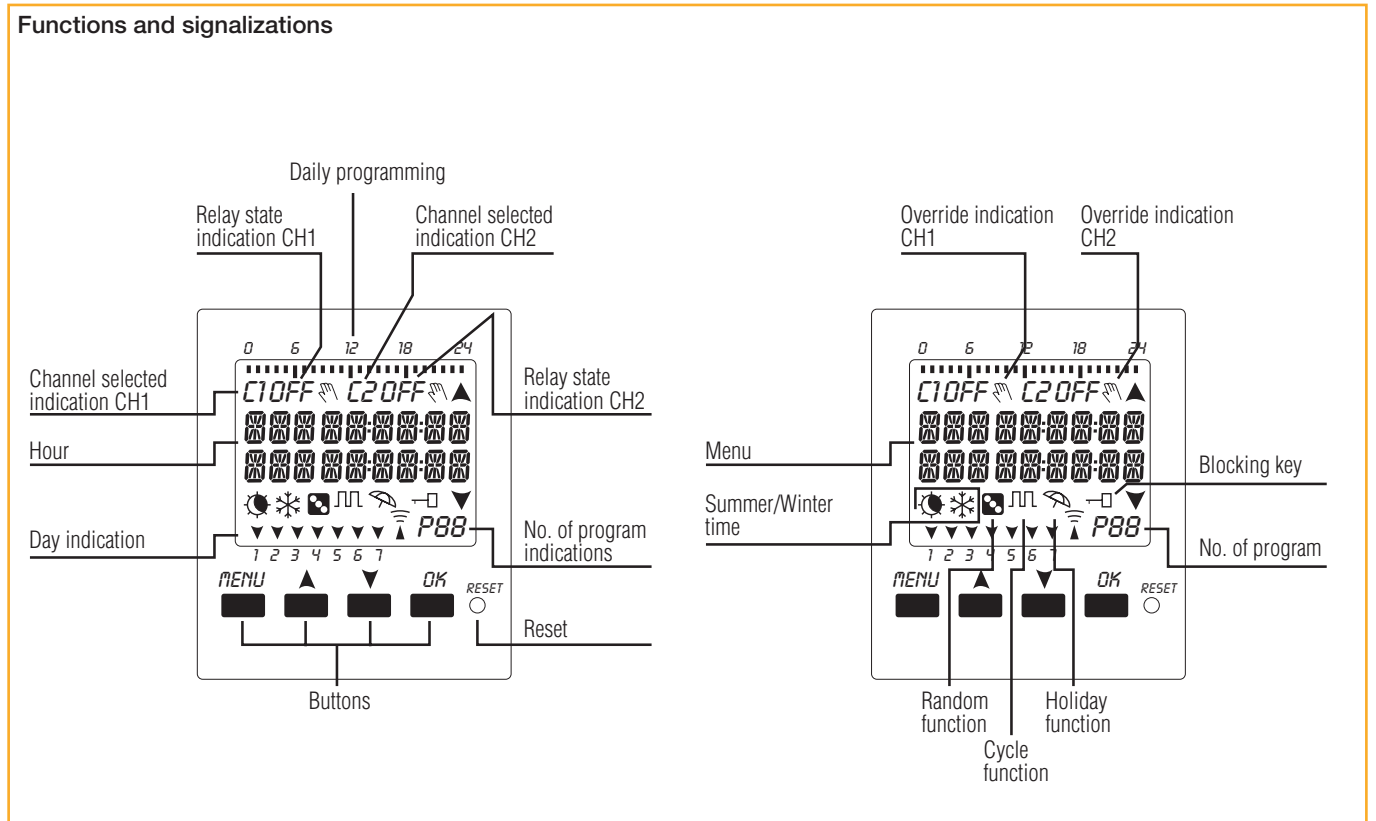 Functions and signalizations
Daily programming
Relay state
indication CH1
Channel selected
indication CH2
0 6 12 18 24
C1OFF C2OFF
Channel selected
indication CH1
Relay state
indication CH2
Hour
Day indication
P88
No. of program
indications
1 2 3 4 5 6 7
MENU OK RESET
Reset
Buttons
Override indication
CH1
Override indication
CH2
0 6 12 18 24
C1OFF C2OFF
Menu
Blocking key
Summer/Winter
time
P88
No. of program
1 2 3 4 5 6 7
MENU OK RESET
Random
function
Holiday
function
Cycle
function